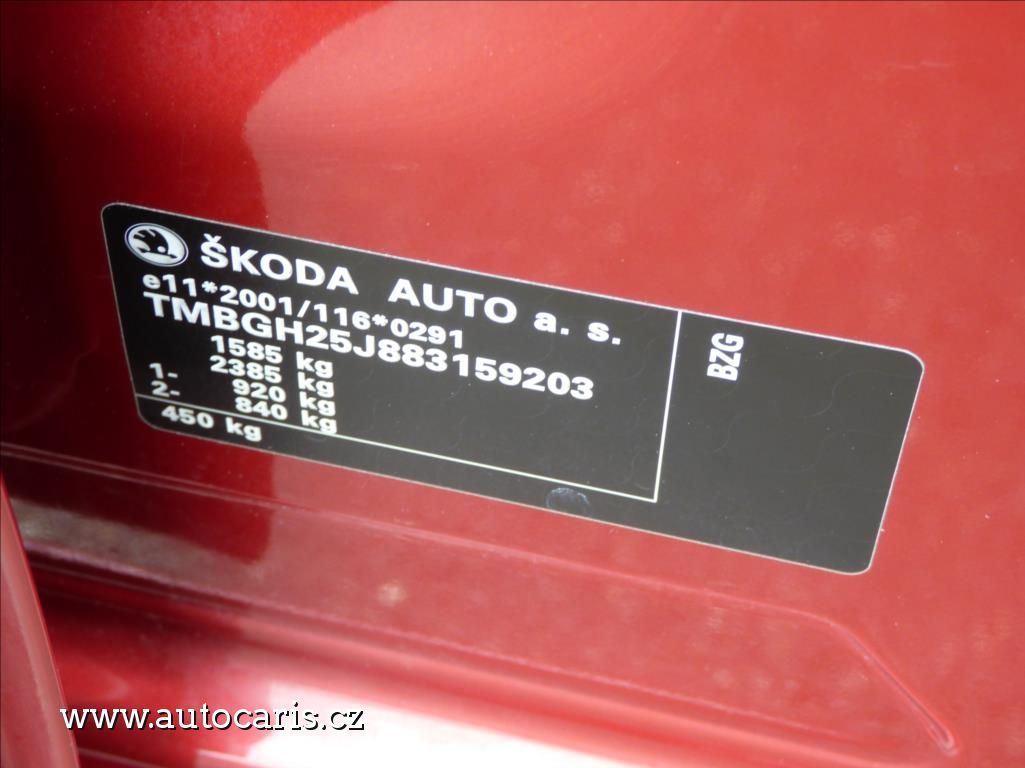 ŠKODA AUTO a. s.
e11*2001/116*0291
TMBGH25J883159203
1585 kg
2385 kg
1- 920 kg
2- 840 kg
450 kg
BZG
www.autocaris.cz